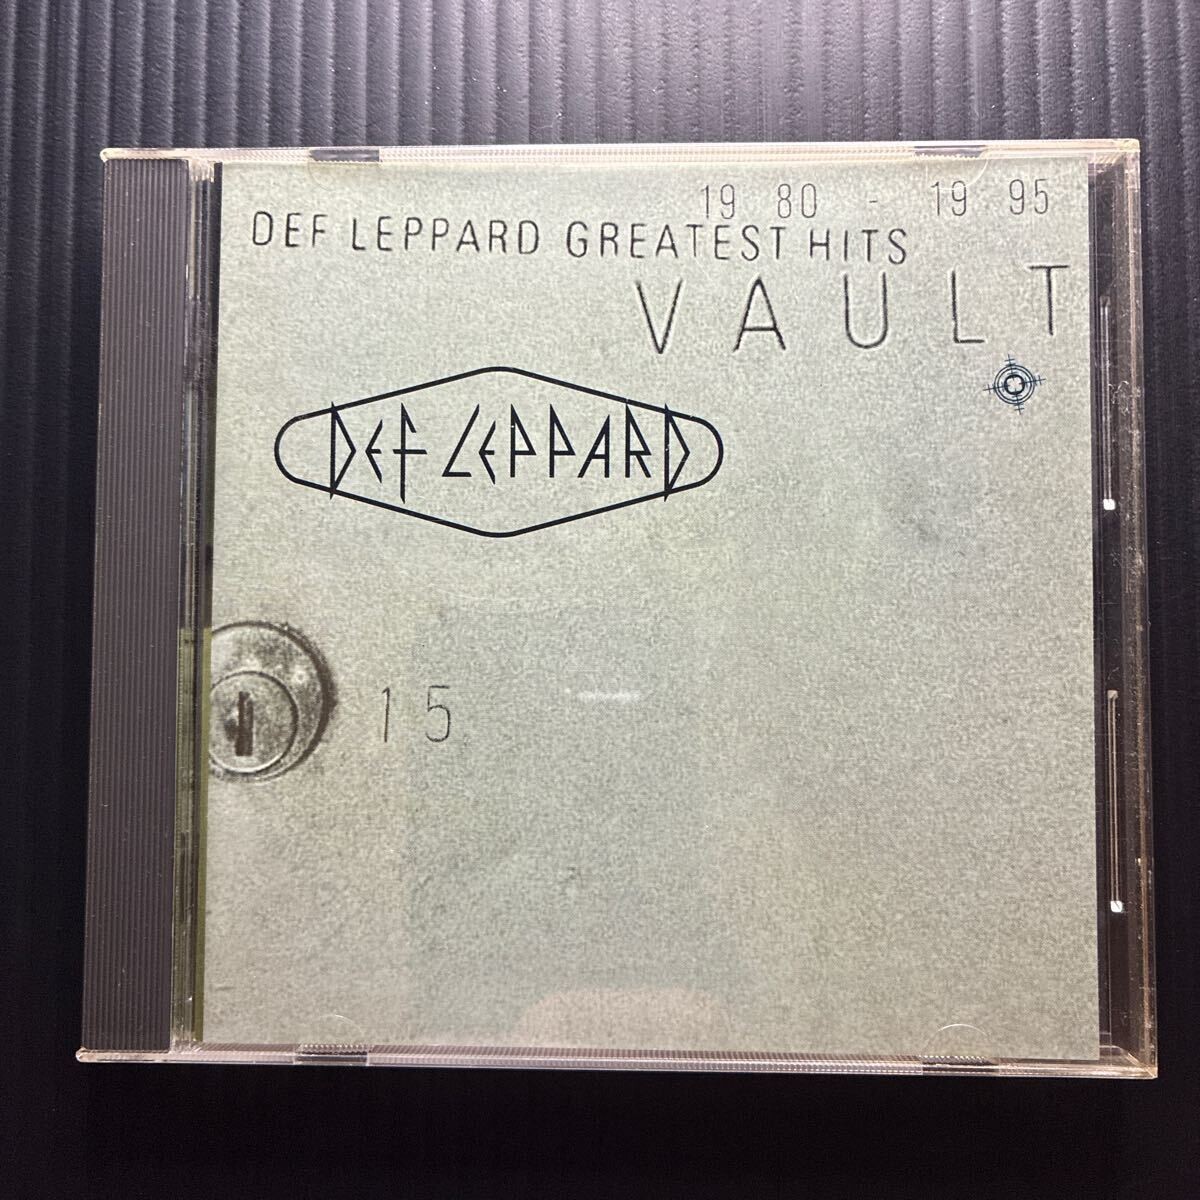 19 80 - 19 95
DEF LEPPARD GREATEST HITS
VAULT
DEF LEPPARD
15